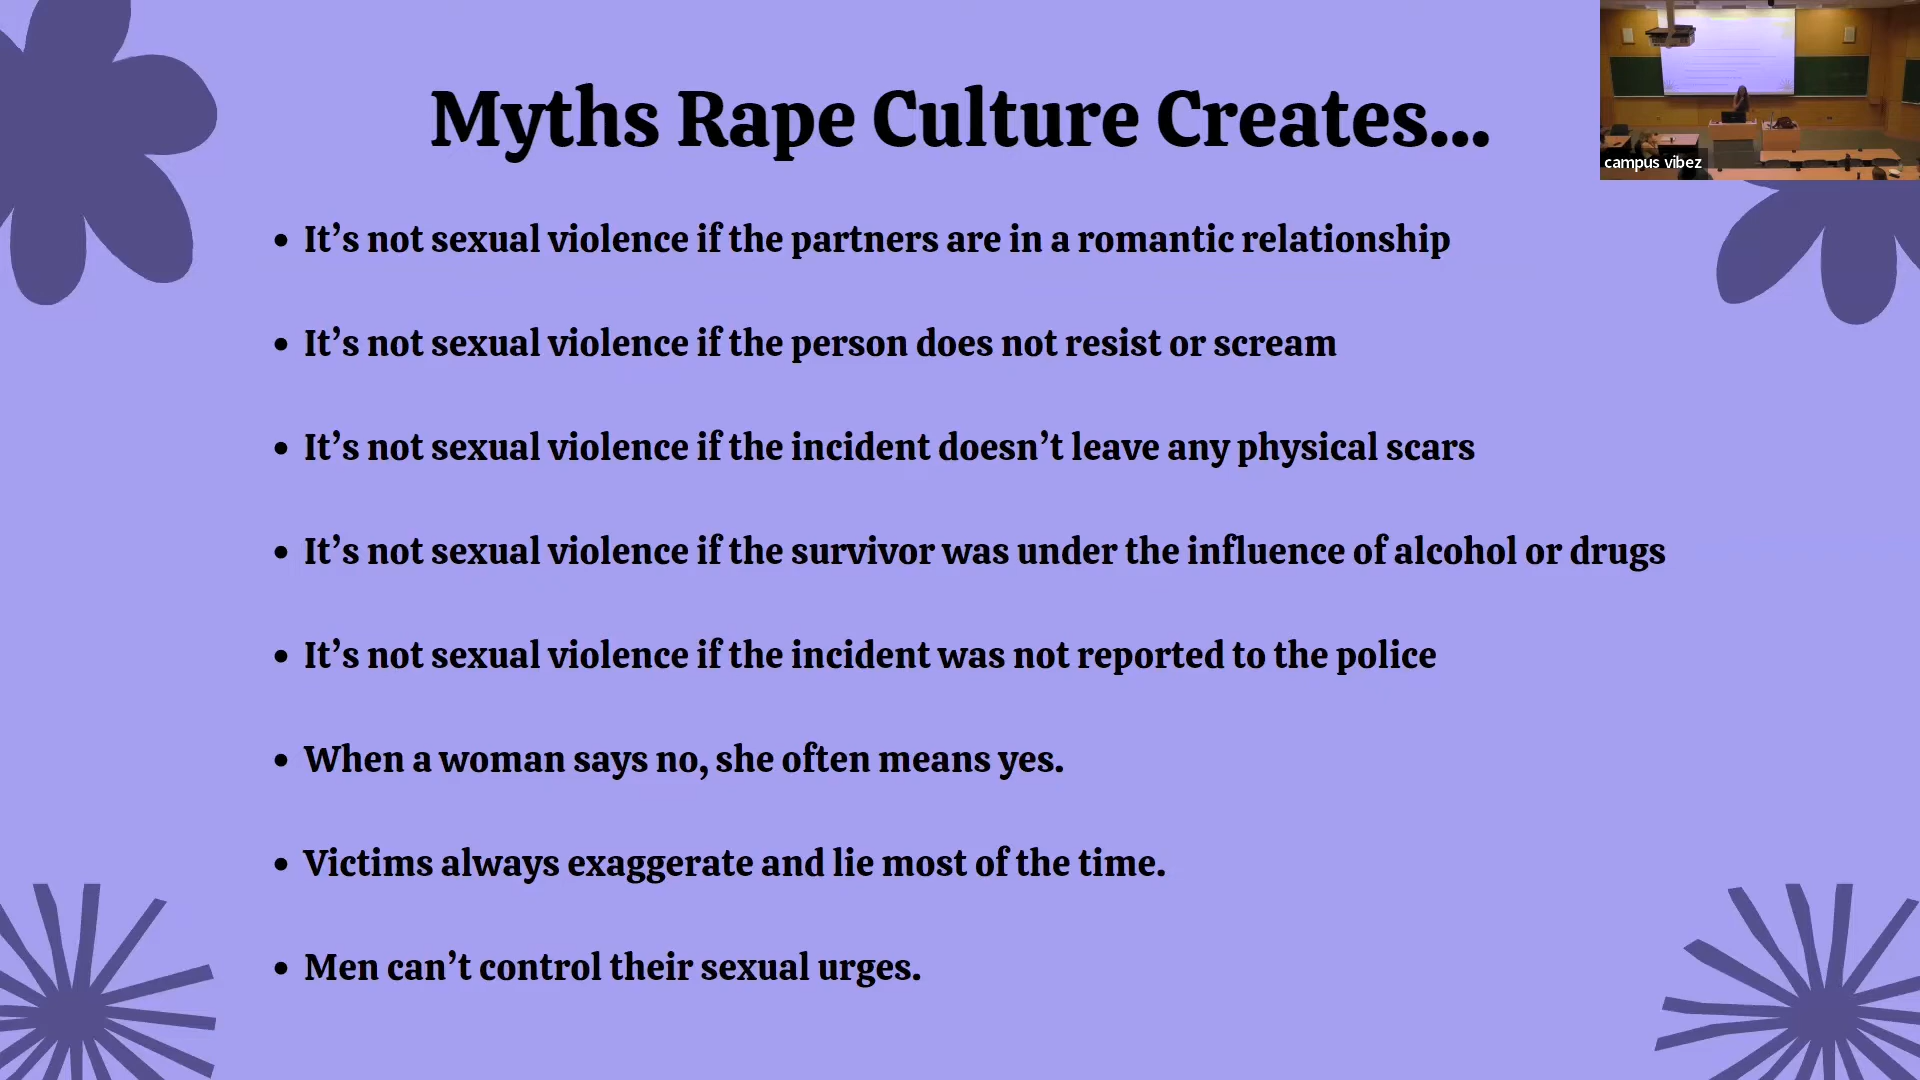 Myths Rape Culture Creates...
campus vibez
• It’s not sexual violence if the partners are in a romantic relationship
• It’s not sexual violence if the person does not resist or scream
• It’s not sexual violence if the incident doesn’t leave any physical scars
• It’s not sexual violence if the survivor was under the influence of alcohol or drugs
• It’s not sexual violence if the incident was not reported to the police
• When a woman says no, she often means yes.
• Victims always exaggerate and lie most of the time.
• Men can’t control their sexual urges.